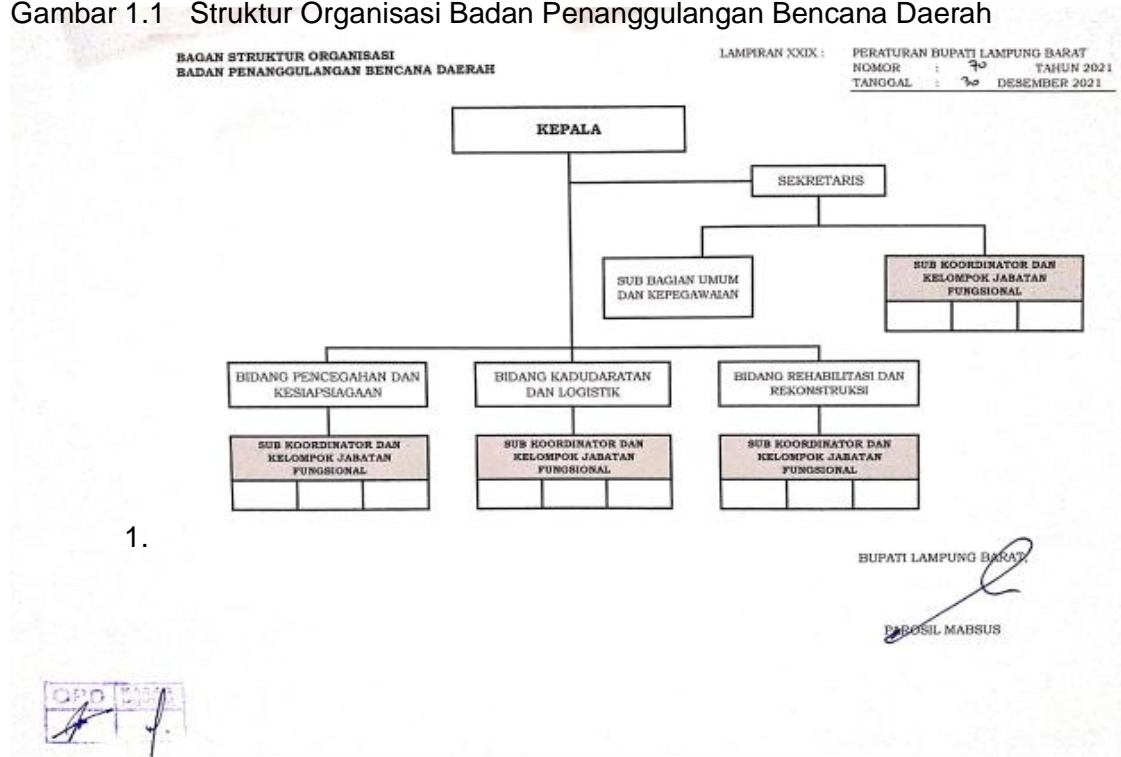 Gambar 1.1 Struktur Organisasi Badan Penanggulangan Bencana Daerah
BAGAN STRUKTUR ORGANISASI
BADAN PENANGGULANGAN BENCANA DAERAH
LAMPIRAN XXIX : PERATURAN BUPATI LAMPUNG BARAT
NOMOR : 70 TAHUN 2021
TANGGAL : 30 DESEMBER 2021
KEPALA
SEKRETARIS
SUB BAGIAN UMUM
DAN KEPEGAWAIAN
SUB KOORDINATOR DAN
KELOMPOK JABATAN
FUNGSIONAL
BIDANG PENCEGAHAN DAN
KESIAPSIAGAAN
BIDANG KADUDARATAN
DAN LOGISTIK
BIDANG REHABILITASI DAN
REKONSTRUKSI
SUB KOORDINATOR DAN
KELOMPOK JABATAN
FUNGSIONAL
SUB KOORDINATOR DAN
KELOMPOK JABATAN
FUNGSIONAL
SUB KOORDINATOR DAN
KELOMPOK JABATAN
FUNGSIONAL
1.
BUPATI LAMPUNG BARAT,
PAROSIL MABSUS
OPD